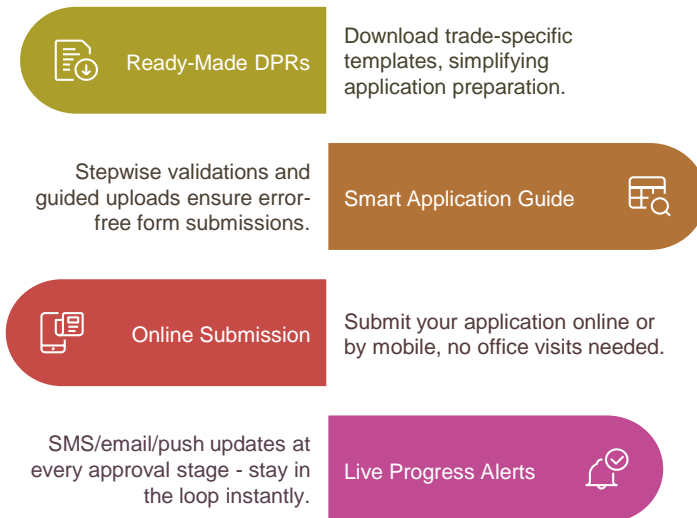 Ready-Made DPRs
Download trade-specific
templates, simplifying
application preparation.
Stepwise validations and
guided uploads ensure error-
free form submissions.
Smart Application Guide
Online Submission
Submit your application online or
by mobile, no office visits needed.
SMS/email/push updates at
every approval stage - stay in
the loop instantly.
Live Progress Alerts